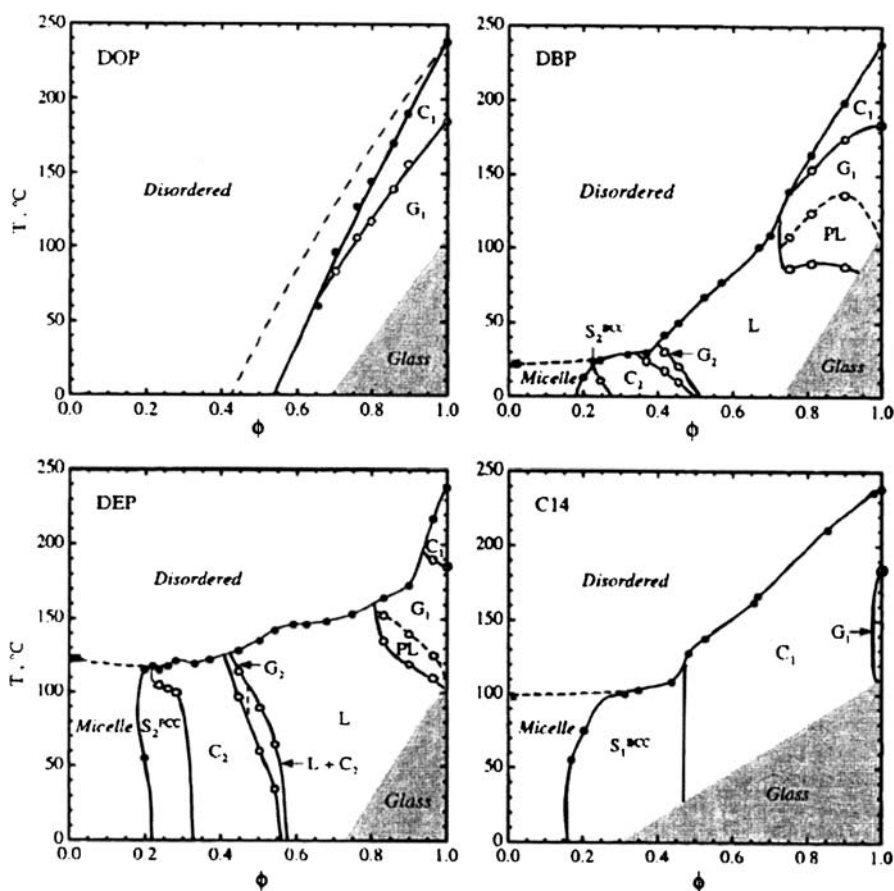 DOP
250
200
150
100
50
0
T, °C
Disordered
C₁
G₁
Glass
0.0 0.2 0.4 0.6 0.8 1.0
ϕ
DBP
250
200
150
100
50
0
Disordered
C₁
G₁
PL
L
S₂ᴮᶜᶜ
G₂
Micelle
C₂
Glass
0.0 0.2 0.4 0.6 0.8 1.0
ϕ
DEP
250
200
150
100
50
0
T, °C
Disordered
C₁
G₁
PL
G₂
L
Micelle
C₂
L + C₂
Glass
0.0 0.2 0.4 0.6 0.8 1.0
ϕ
C14
250
200
150
100
50
0
Disordered
C₁
G₁
Micelle
S₁ᴮᶜᶜ
Glass
0.0 0.2 0.4 0.6 0.8 1.0
ϕ